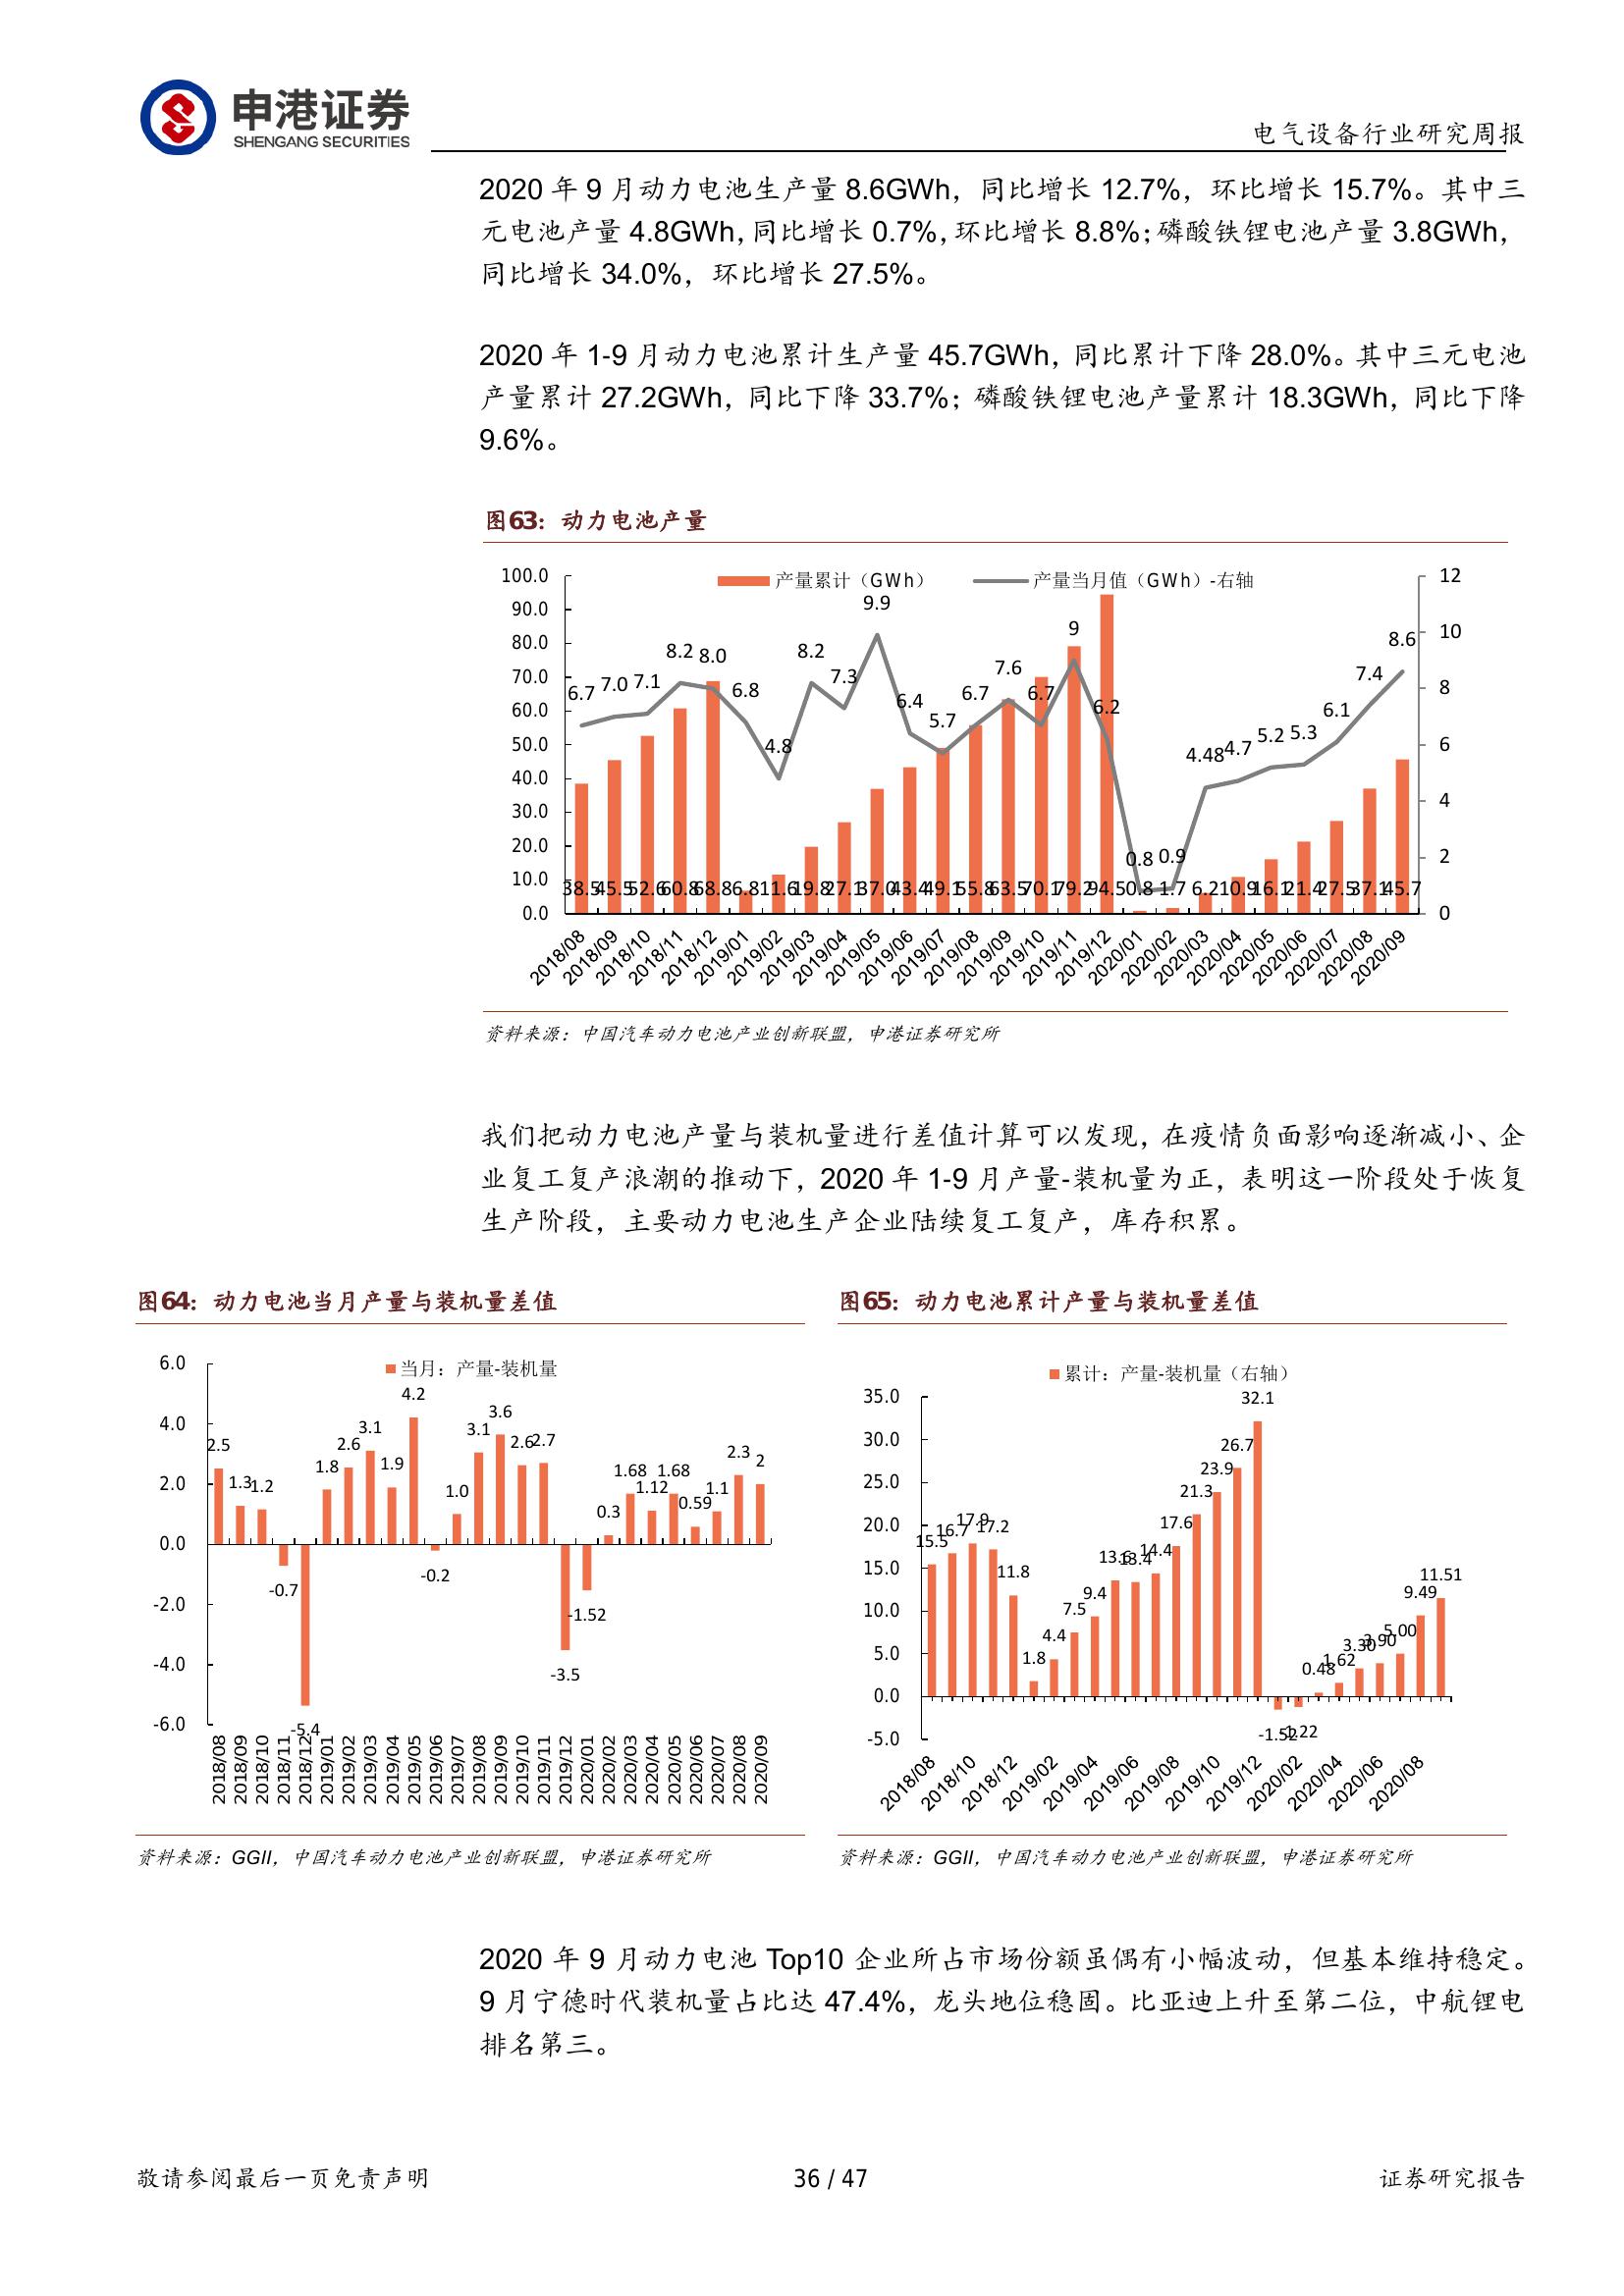 申港证券
SHENGANG SECURITIES
电气设备行业研究周报
2020 年 9 月动力电池生产量 8.6GWh，同比增长 12.7%，环比增长 15.7%。其中三
元电池产量 4.8GWh，同比增长 0.7%，环比增长 8.8%；磷酸铁锂电池产量 3.8GWh，
同比增长 34.0%，环比增长 27.5%。
2020 年 1-9 月动力电池累计生产量 45.7GWh，同比累计下降 28.0%。其中三元电池
产量累计 27.2GWh，同比下降 33.7%；磷酸铁锂电池产量累计 18.3GWh，同比下降
9.6%。
图63：动力电池产量
产量累计（GWh） 产量当月值（GWh）-右轴
100.0
90.0
80.0
70.0
60.0
50.0
40.0
30.0
20.0
10.0
0.0
12
10
8
6
4
2
0
6.7 7.0 7.1 8.2 8.0 6.8 4.8 8.2 7.3 9.9 6.4 5.7 6.7 7.6 6.7 9 6.2 0.8 0.9 4.48 4.7 5.2 5.3 6.1 7.4 8.6
38.5 45.5 52.6 60.8 68.8 6.8 11.6 19.8 27.1 37.0 43.4 49.1 55.8 63.5 70.1 79.2 94.5 0.8 1.7 6.2 10.9 16.1 21.4 27.5 37.1 45.7
2018/08 2018/09 2018/10 2018/11 2018/12 2019/01 2019/02 2019/03 2019/04 2019/05 2019/06 2019/07 2019/08 2019/09 2019/10 2019/11 2019/12 2020/01 2020/02 2020/03 2020/04 2020/05 2020/06 2020/07 2020/08 2020/09
资料来源：中国汽车动力电池产业创新联盟，申港证券研究所
我们把动力电池产量与装机量进行差值计算可以发现，在疫情负面影响逐渐减小、企
业复工复产浪潮的推动下，2020 年 1-9 月产量-装机量为正，表明这一阶段处于恢复
生产阶段，主要动力电池生产企业陆续复工复产，库存积累。
图64：动力电池当月产量与装机量差值
当月：产量-装机量
6.0
4.0
2.0
0.0
-2.0
-4.0
-6.0
2.5 1.3 1.2 -0.7 -5.4 1.8 2.6 3.1 1.9 4.2 -0.2 1.0 3.1 3.6 2.6 2.7 -3.5 -1.52 0.3 1.68 1.12 1.68 0.59 1.1 2.3 2
2018/08 2018/09 2018/10 2018/11 2018/12 2019/01 2019/02 2019/03 2019/04 2019/05 2019/06 2019/07 2019/08 2019/09 2019/10 2019/11 2019/12 2020/01 2020/02 2020/03 2020/04 2020/05 2020/06 2020/07 2020/08 2020/09
资料来源：GGII，中国汽车动力电池产业创新联盟，申港证券研究所
图65：动力电池累计产量与装机量差值
累计：产量-装机量（右轴）
35.0
30.0
25.0
20.0
15.0
10.0
5.0
0.0
-5.0
15.5 16.7 17.9 17.2 11.8 1.8 4.4 7.5 9.4 13.6 13.4 14.4 17.6 21.3 23.9 26.7 32.1 -1.52 -1.22 0.48 1.62 3.30 3.90 5.00 9.49 11.51
2018/08 2018/10 2018/12 2019/02 2019/04 2019/06 2019/08 2019/10 2019/12 2020/02 2020/04 2020/06 2020/08
资料来源：GGII，中国汽车动力电池产业创新联盟，申港证券研究所
2020 年 9 月动力电池 Top10 企业所占市场份额虽偶有小幅波动，但基本维持稳定。
9 月宁德时代装机量占比达 47.4%，龙头地位稳固。比亚迪上升至第二位，中航锂电
排名第三。
敬请参阅最后一页免责声明
36 / 47
证券研究报告